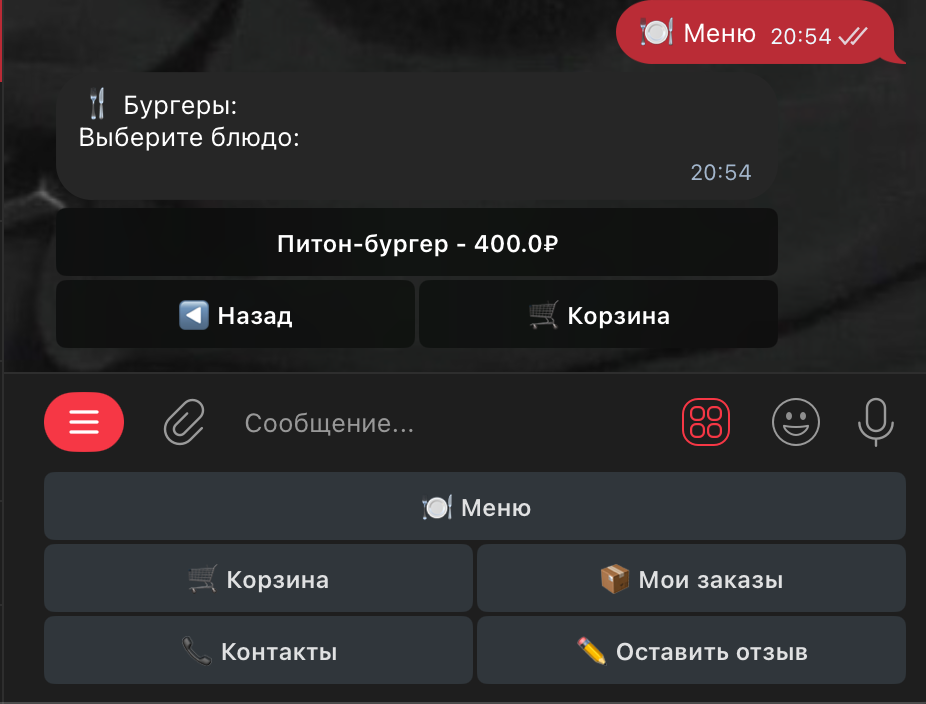 🍽️ Меню 20:54
🍴 Бургеры:
Выберите блюдо:
20:54
Питон-бургер - 400.0₽
◀️ Назад
🛒 Корзина
Сообщение...
🍽️ Меню
🛒 Корзина
📦 Мои заказы
📞 Контакты
✏️ Оставить отзыв